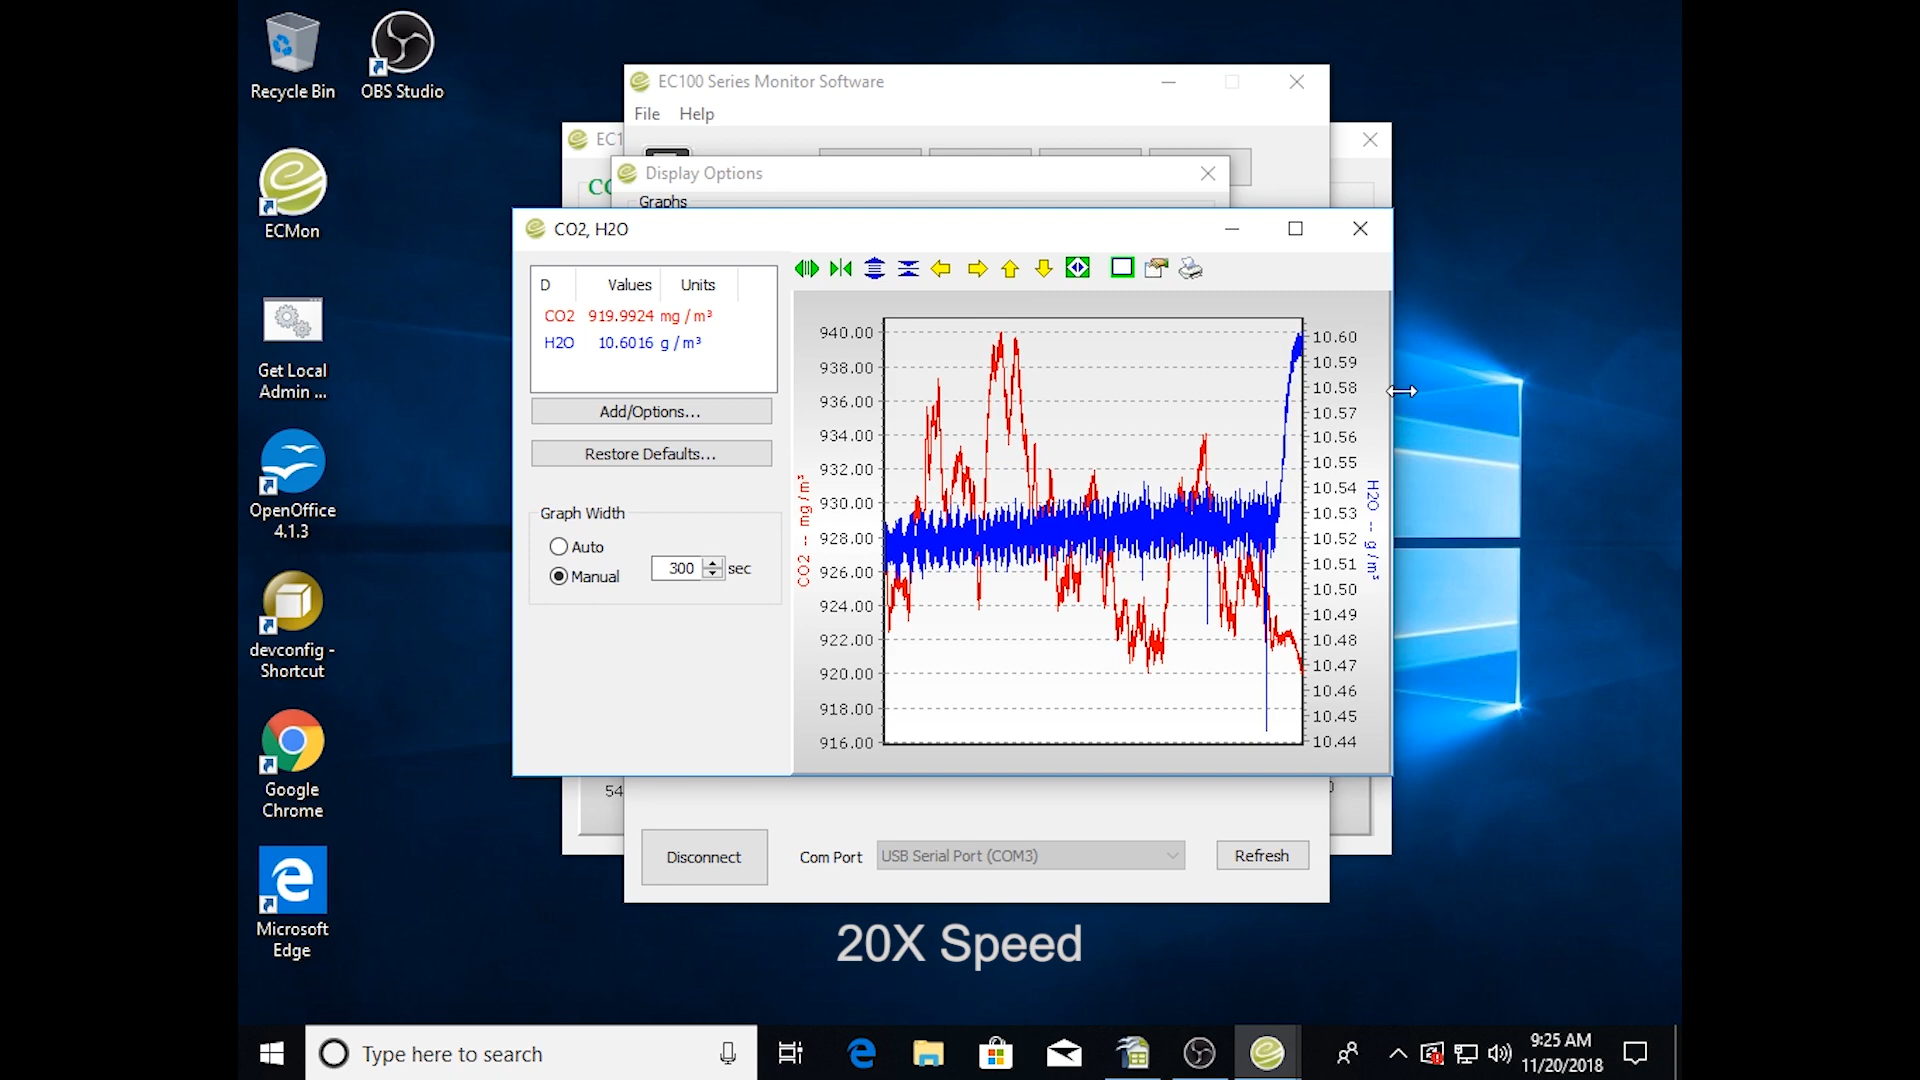 Recycle Bin
OBS Studio
ECMon
Get Local
Admin ...
OpenOffice
4.1.3
devconfig -
Shortcut
Google
Chrome
Microsoft
Edge
EC100 Series Monitor Software
File Help
EC1
CO
Display Options
Graphs
CO2, H2O
D Values Units
CO2 919.9924 mg / m³
H2O 10.6016 g / m³
Add/Options...
Restore Defaults...
Graph Width
Auto
Manual
300 sec
CO2 -- mg/m³
940.00
938.00
936.00
934.00
932.00
930.00
928.00
926.00
924.00
922.00
920.00
918.00
916.00
10.60
10.59
10.58
10.57
10.56
10.55
10.54
10.53
10.52
10.51
10.50
10.49
10.48
10.47
10.46
10.45
10.44
H2O -- g/m³
54
Disconnect
Com Port
USB Serial Port (COM3)
Refresh
20X Speed
Type here to search
9:25 AM
11/20/2018